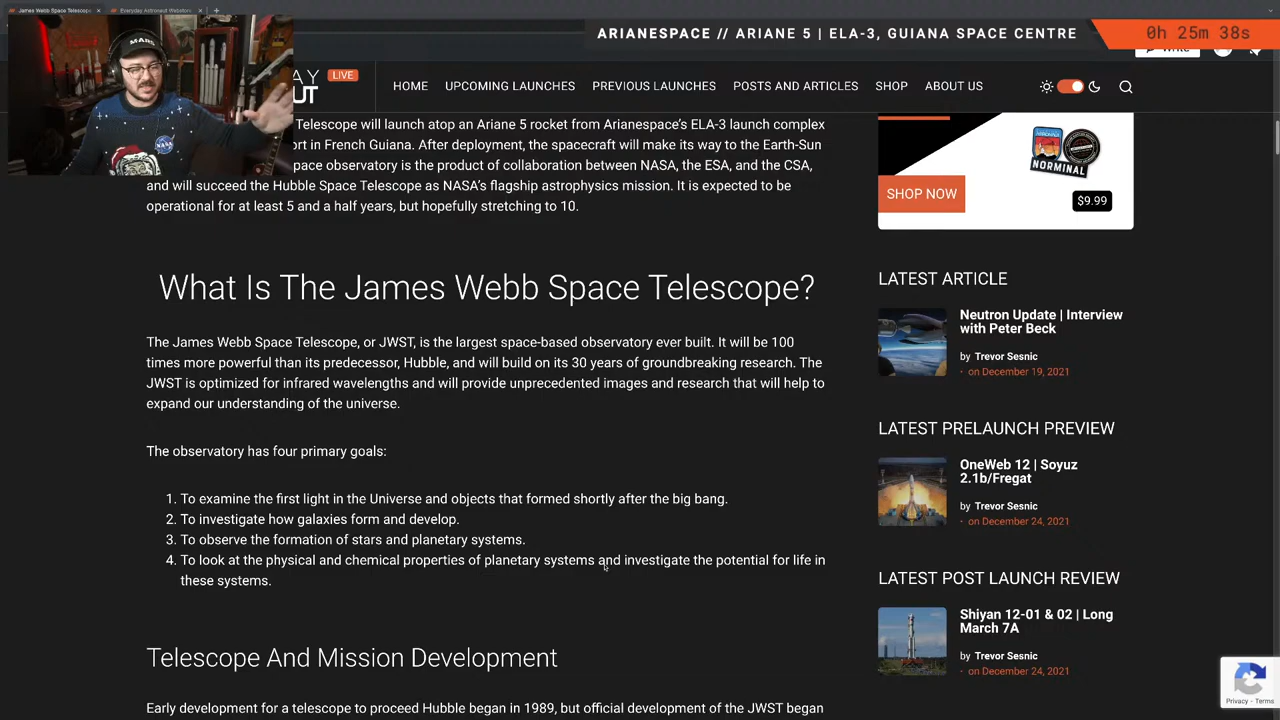 James Webb Space Telescope
Everyday Astronaut Webstore
ARIANESPACE // ARIANE 5 | ELA-3, GUIANA SPACE CENTRE
0h 25m 38s
MARS
NASA
LIVE
HOME
UPCOMING LAUNCHES
PREVIOUS LAUNCHES
POSTS AND ARTICLES
SHOP
ABOUT US
Telescope will launch atop an Ariane 5 rocket from Arianespace's ELA-3 launch complex
in French Guiana. After deployment, the spacecraft will make its way to the Earth-Sun
observatory is the product of collaboration between NASA, the ESA, and the CSA,
and will succeed the Hubble Space Telescope as NASA's flagship astrophysics mission. It is expected to be
operational for at least 5 and a half years, but hopefully stretching to 10.
NORMINAL
SHOP NOW
$9.99
What Is The James Webb Space Telescope?
The James Webb Space Telescope, or JWST, is the largest space-based observatory ever built. It will be 100
times more powerful than its predecessor, Hubble, and will build on its 30 years of groundbreaking research. The
JWST is optimized for infrared wavelengths and will provide unprecedented images and research that will help to
expand our understanding of the universe.
The observatory has four primary goals:
1. To examine the first light in the Universe and objects that formed shortly after the big bang.
2. To investigate how galaxies form and develop.
3. To observe the formation of stars and planetary systems.
4. To look at the physical and chemical properties of planetary systems and investigate the potential for life in
these systems.
Telescope And Mission Development
Early development for a telescope to proceed Hubble began in
but official development of the JWST began
LATEST ARTICLE
Neutron Update | Interview
with Peter Beck
by Trevor Sesnic
· on December 19, 2021
LATEST PRELAUNCH PREVIEW
OneWeb 12 | Soyuz
2.1b/Fregat
by Trevor Sesnic
· on December 24, 2021
LATEST POST LAUNCH REVIEW
Shiyan 12-01 & 02 | Long
March 7A
by Trevor Sesnic
· on December 24, 2021
Privacy - Terms